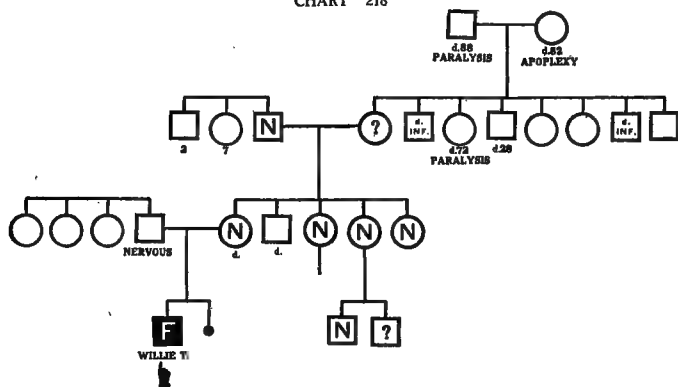 CHART 218
d.88 d.82
PARALYSIS APOPLEXY
N ? d. INF. d. INF.
2 7 d.72 d.28
PARALYSIS
N N N N
NERVOUS d. d.
F N ?
WILLIE T.